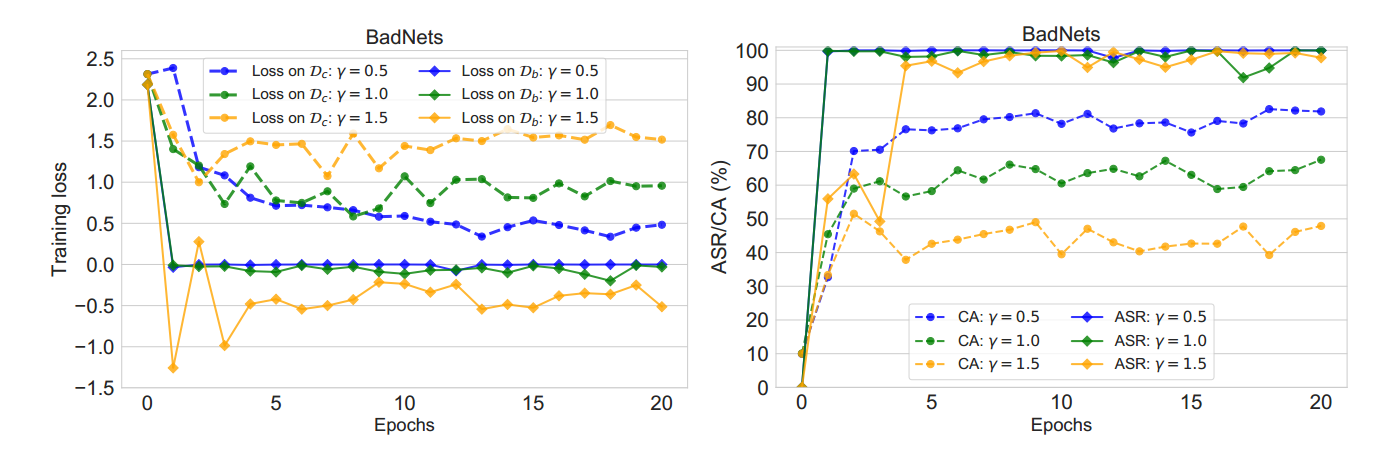 BadNets
2.5
2.0
1.5
1.0
0.5
0.0
−0.5
−1.0
−1.5
Training loss
Loss on 𝒟c: γ = 0.5
Loss on 𝒟c: γ = 1.0
Loss on 𝒟c: γ = 1.5
Loss on 𝒟b: γ = 0.5
Loss on 𝒟b: γ = 1.0
Loss on 𝒟b: γ = 1.5
0 5 10 15 20
Epochs
BadNets
100
90
80
70
60
50
40
30
20
10
0
ASR/CA (%)
CA: γ = 0.5
CA: γ = 1.0
CA: γ = 1.5
ASR: γ = 0.5
ASR: γ = 1.0
ASR: γ = 1.5
0 5 10 15 20
Epochs